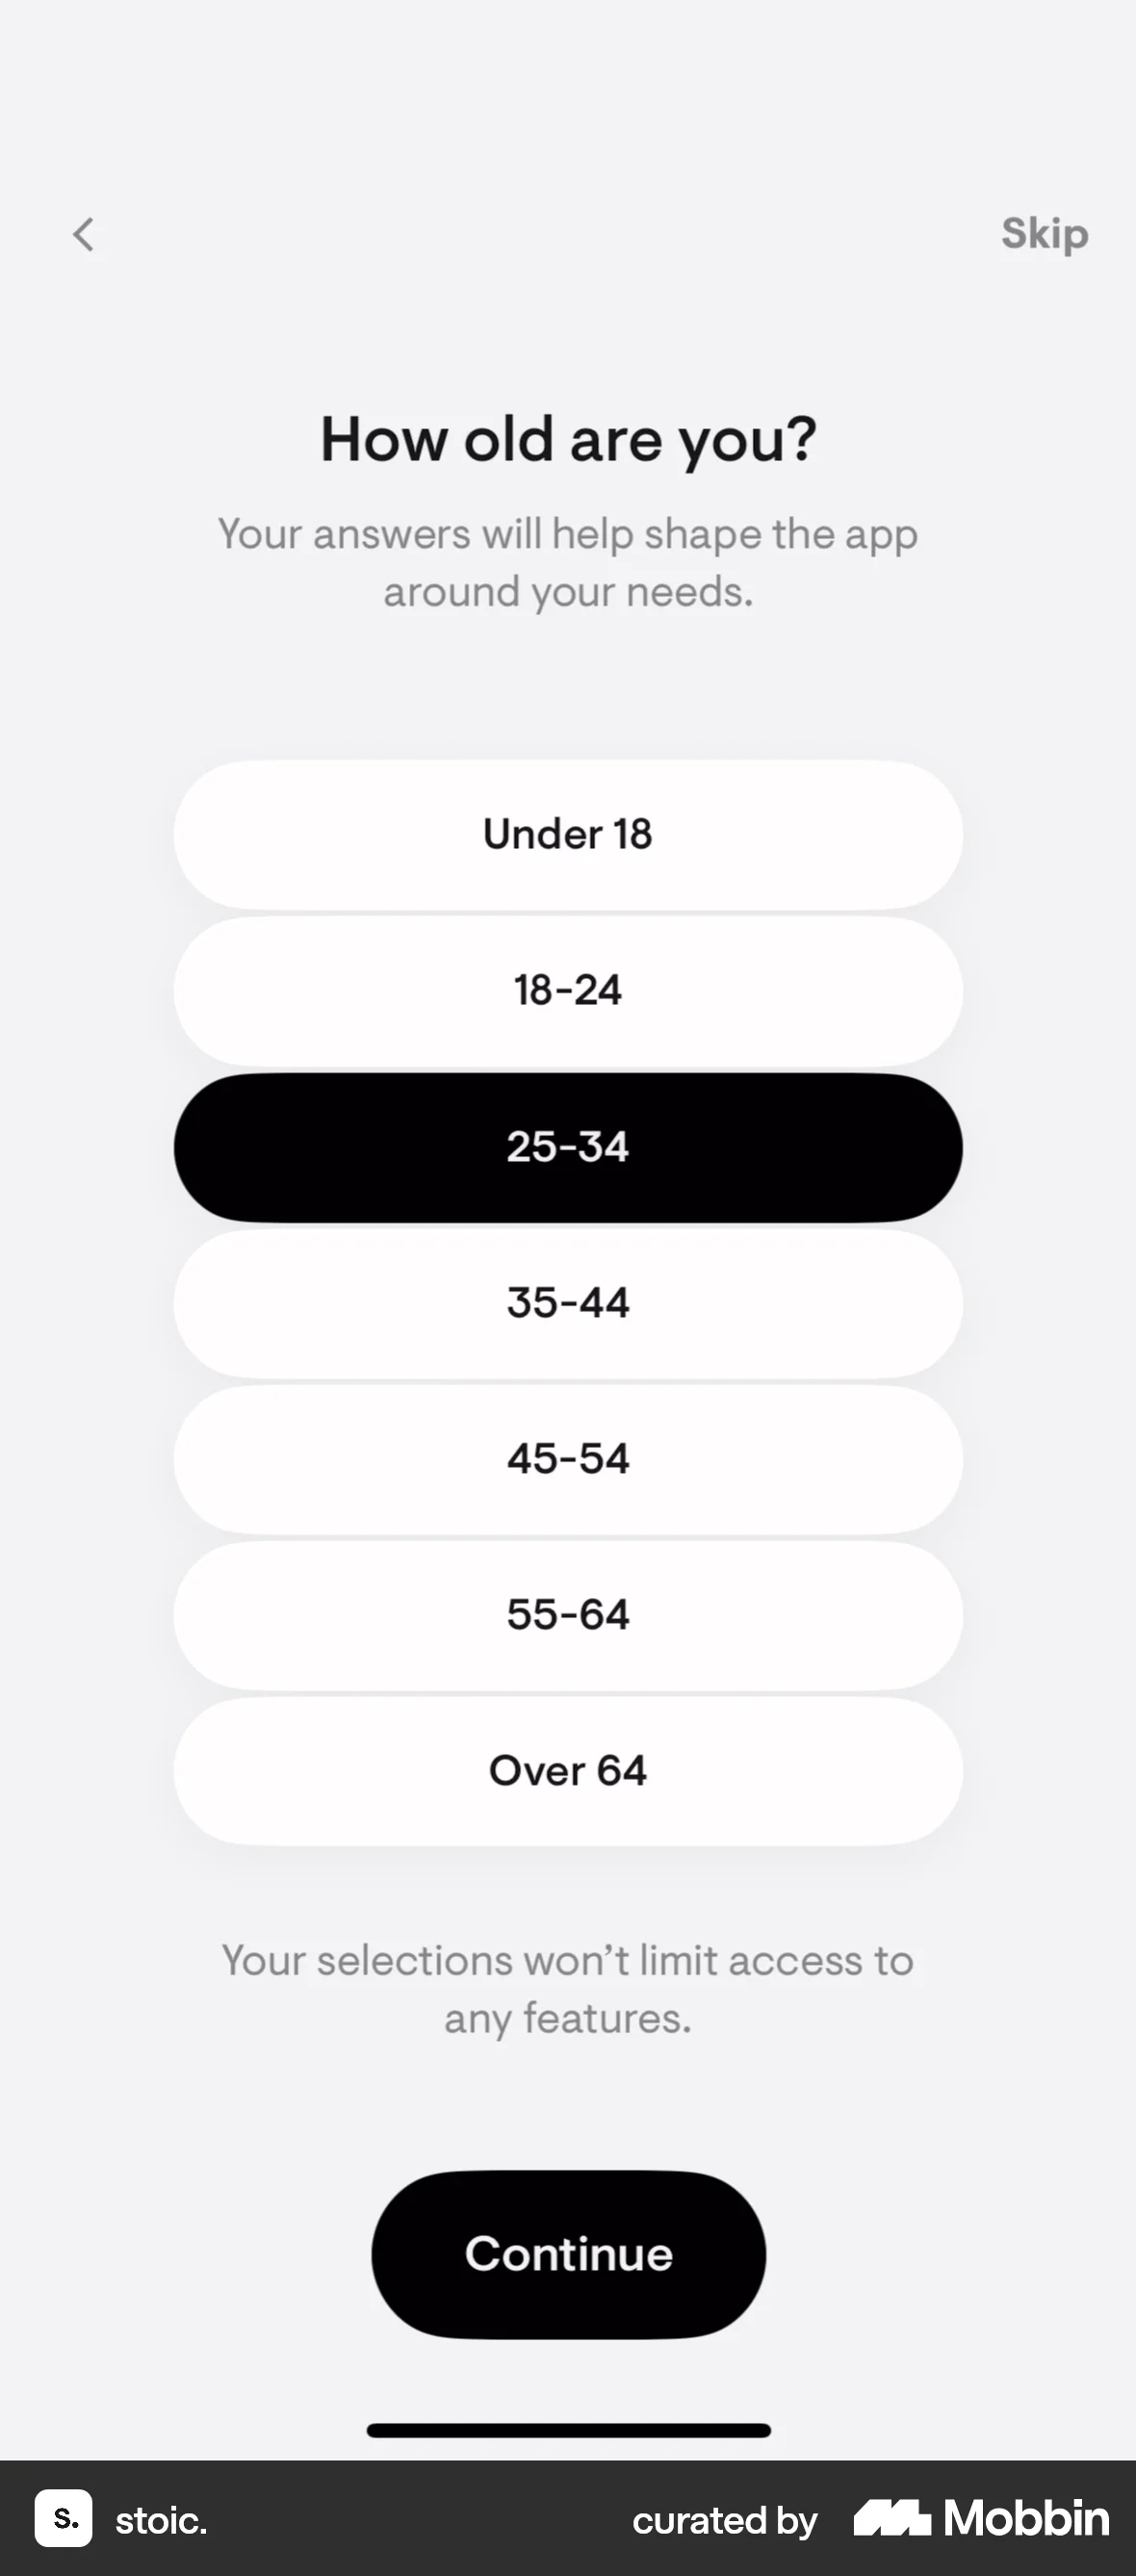 Skip
How old are you?
Your answers will help shape the app
around your needs.
Under 18
18-24
25-34
35-44
45-54
55-64
Over 64
Your selections won’t limit access to
any features.
Continue
s. stoic. curated by Mobbin